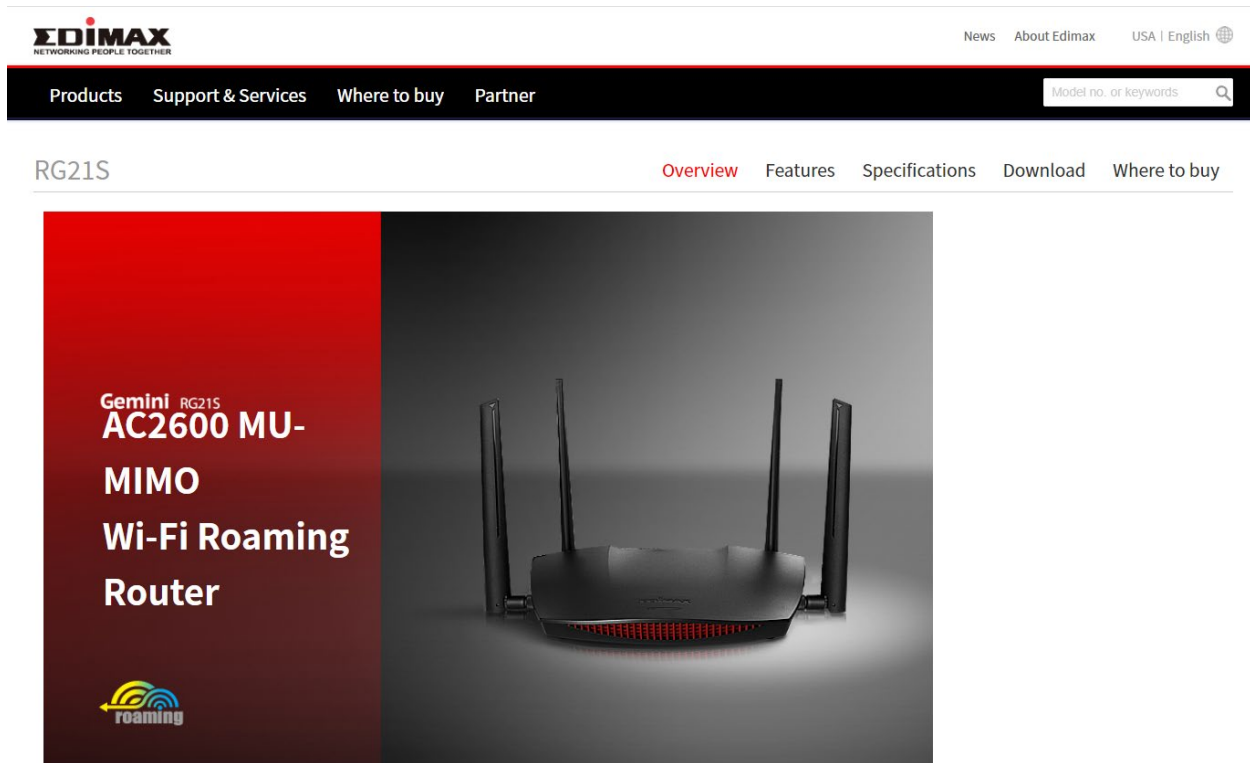 EDiMAX
NETWORKING PEOPLE TOGETHER
News About Edimax USA | English
Products Support & Services Where to buy Partner
Model no. or keywords
RG21S
Overview Features Specifications Download Where to buy
Gemini RG21S
AC2600 MU-
MIMO
Wi-Fi Roaming
Router
roaming